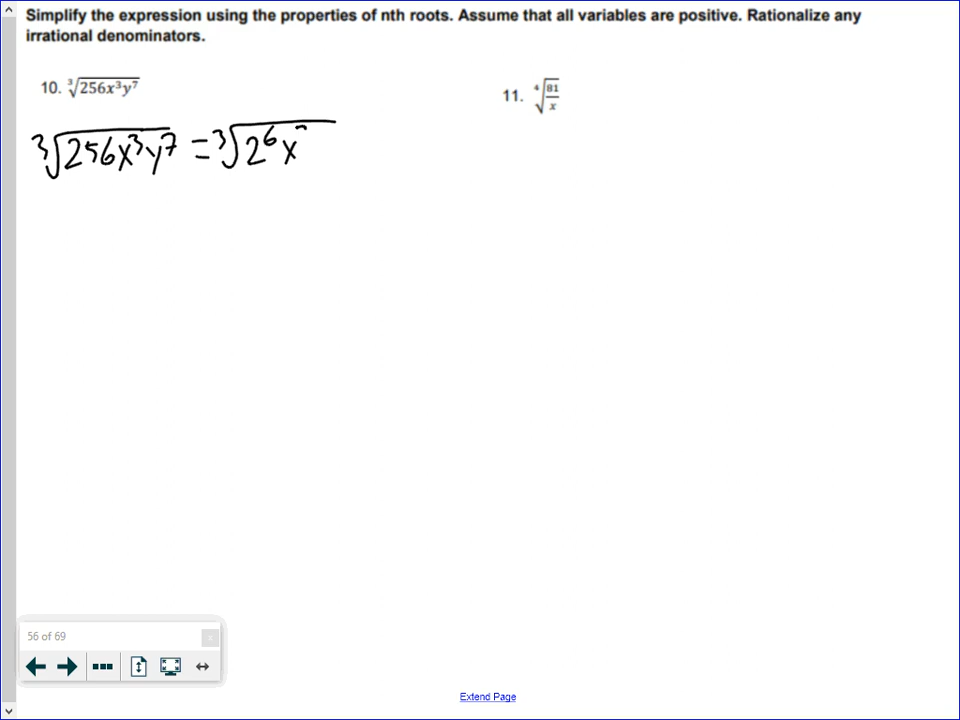 Simplify the expression using the properties of nth roots. Assume that all variables are positive. Rationalize any
irrational denominators.
10. ∛(256x³y⁷)
11. ⁴√(81/x)
∛(256x³y⁷) = ∛(2⁶x
56 of 69
Extend Page